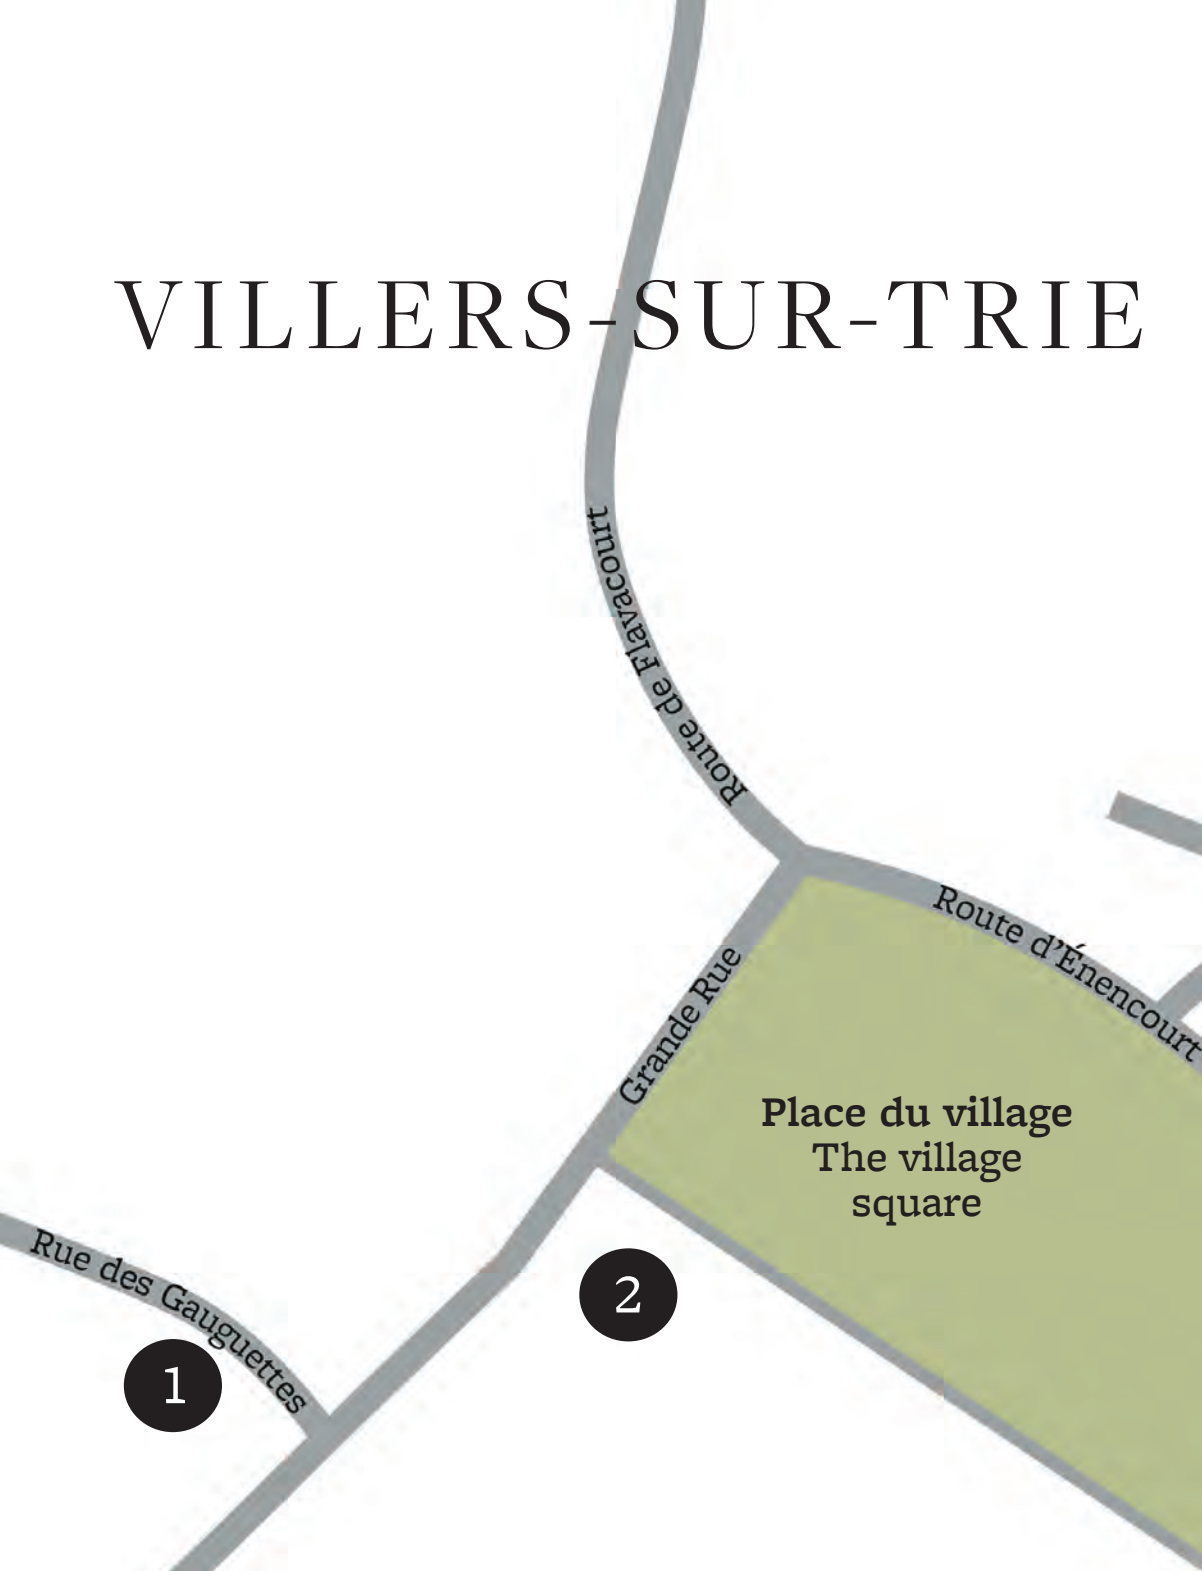 VILLERS-SUR-TRIE
Route de Flavacourt
Route d'Énencourt
Grande Rue
Place du village
The village
square
Rue des Gauguettes
2
1